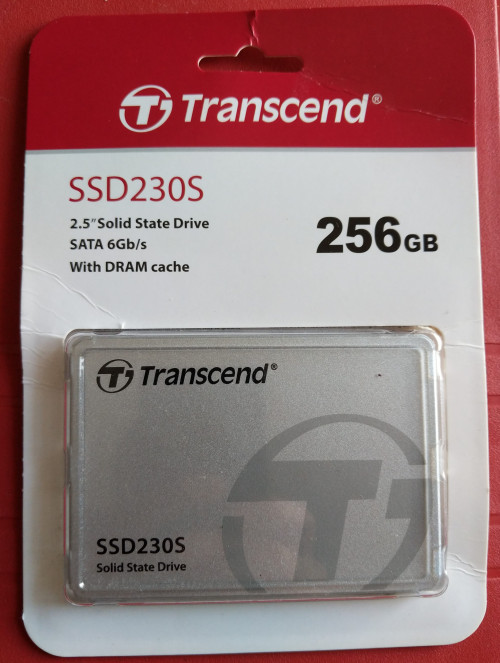 Transcend®
SSD230S
2.5" Solid State Drive
SATA 6Gb/s
With DRAM cache
256GB
Transcend®
SSD230S
Solid State Drive